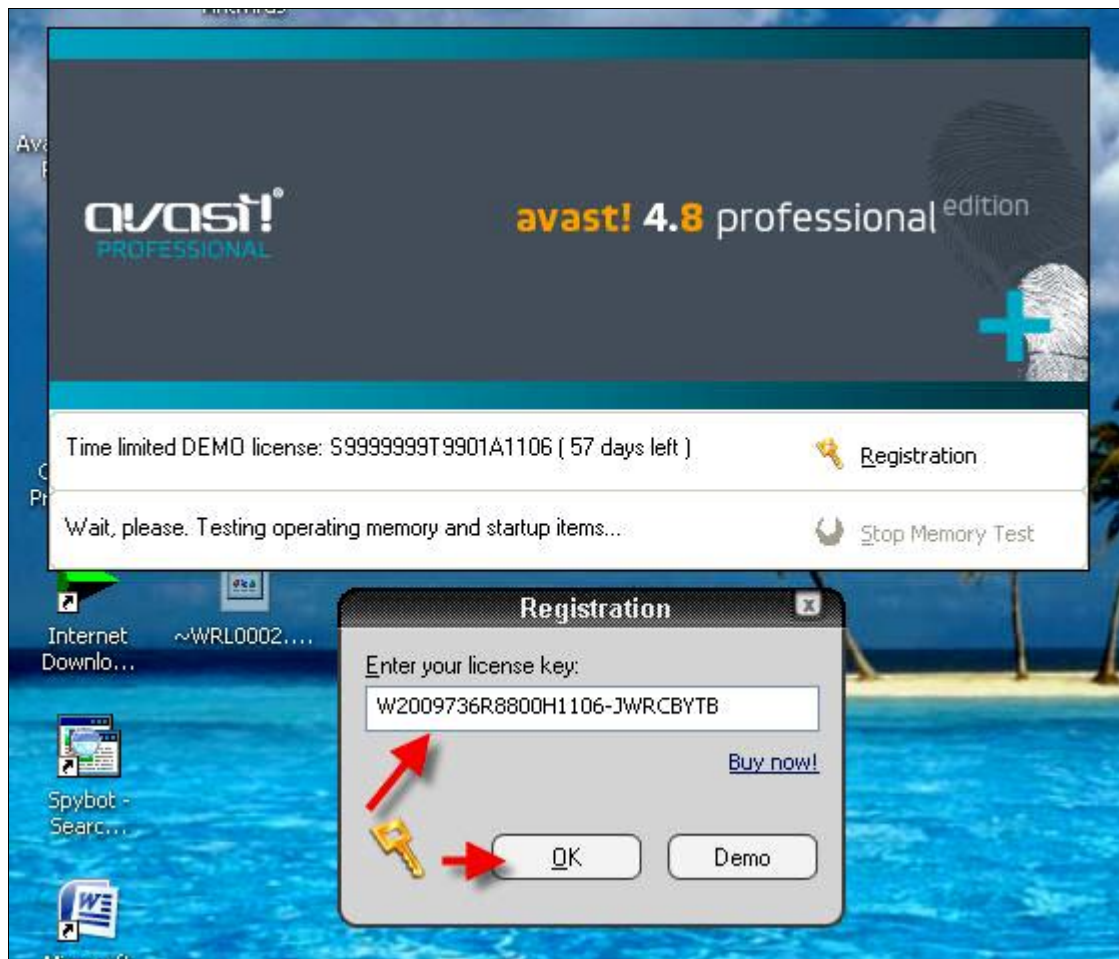 avast!®
PROFESSIONAL
avast! 4.8 professional edition
Time limited DEMO license: S9999999T9901A1106 ( 57 days left )
Registration
Wait, please. Testing operating memory and startup items...
Stop Memory Test
Internet
Downlo...
~WRL0002....
Registration
x
Enter your license key:
W2009736R8800H1106-JWRCBYTB
Buy now!
OK
Demo
Spybot -
Searc...